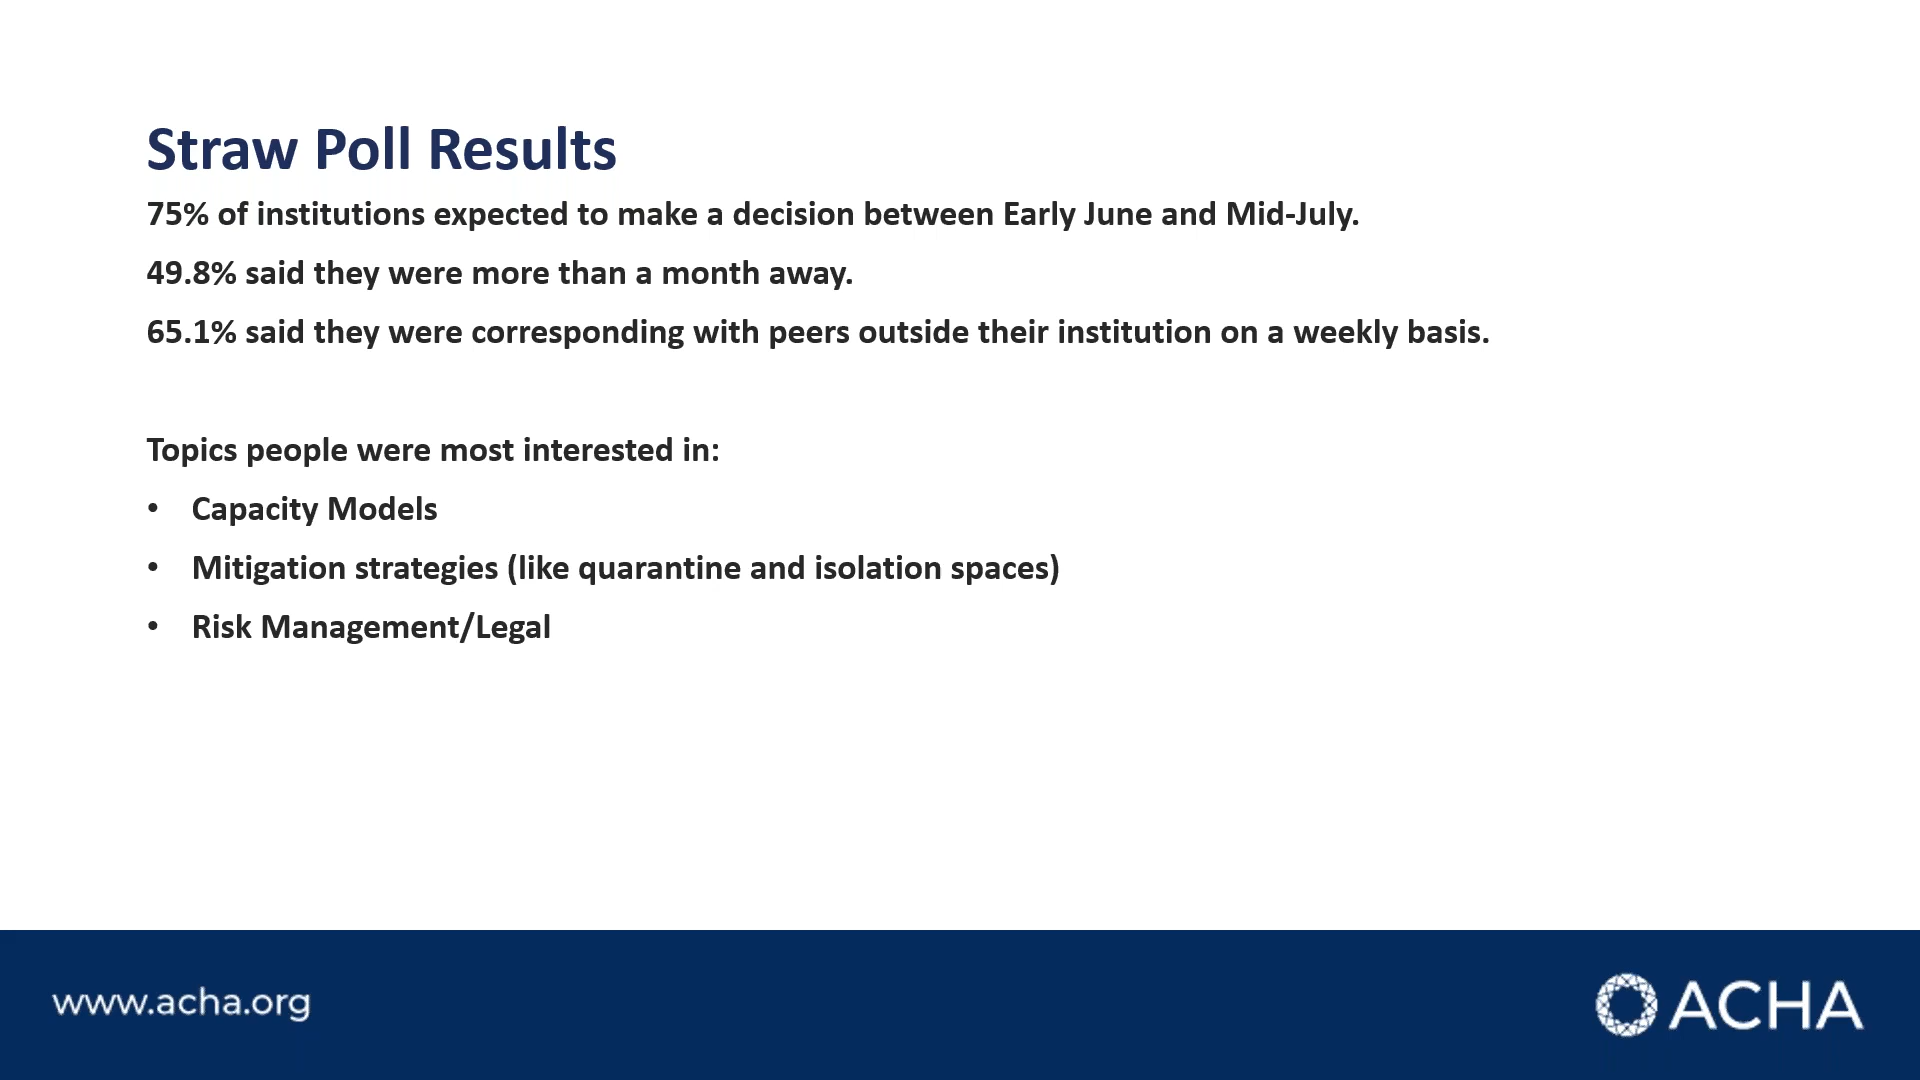 Straw Poll Results
75% of institutions expected to make a decision between Early June and Mid-July.
49.8% said they were more than a month away.
65.1% said they were corresponding with peers outside their institution on a weekly basis.
Topics people were most interested in:
• Capacity Models
• Mitigation strategies (like quarantine and isolation spaces)
• Risk Management/Legal
www.acha.org
ACHA